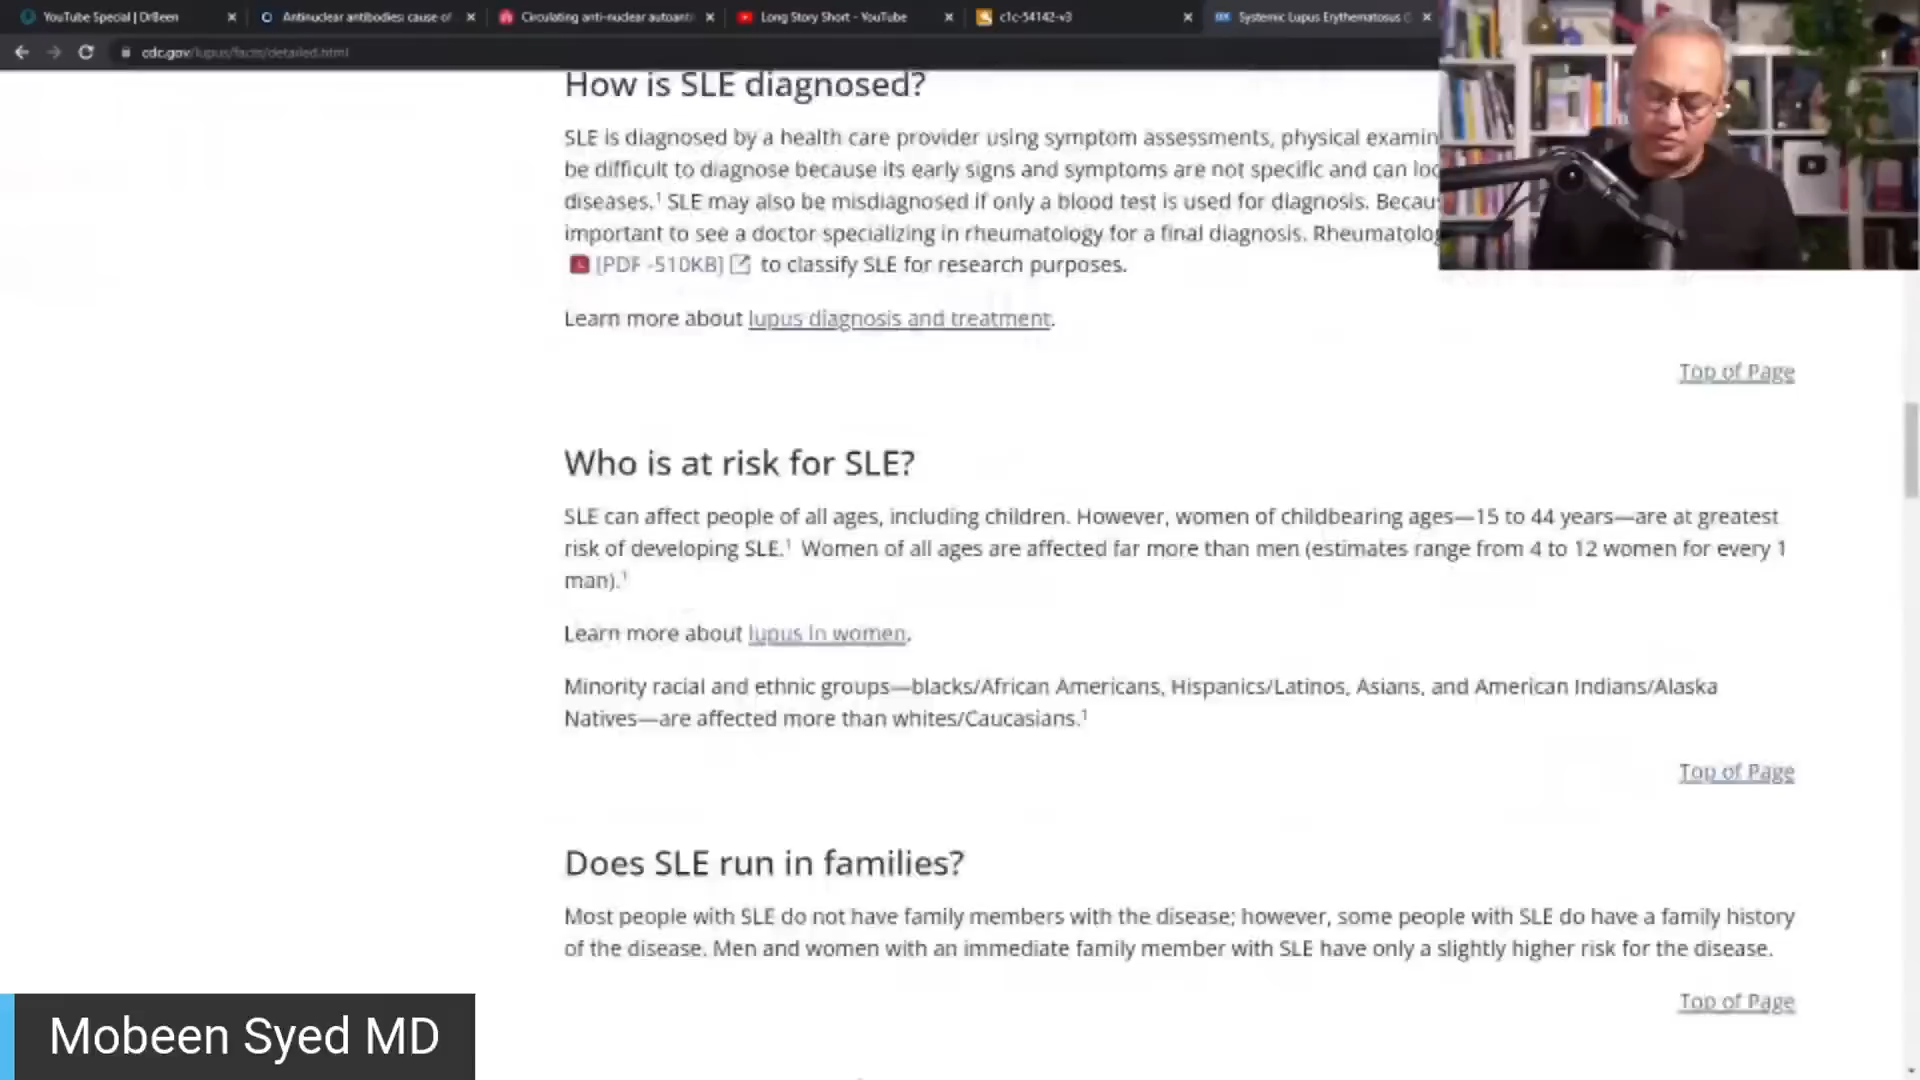 YouTube Special | DrBeen
Antinuclear antibodies: cause of
Circulating anti-nuclear autoant
Long Story Short - YouTube
c1c-54142-v3
Systemic Lupus Erythematosus
cdc.gov/lupus/facts/detailed.html
How is SLE diagnosed?
SLE is diagnosed by a health care provider using symptom assessments, physical examin
be difficult to diagnose because its early signs and symptoms are not specific and can loo
diseases.¹ SLE may also be misdiagnosed if only a blood test is used for diagnosis. Becau
important to see a doctor specializing in rheumatology for a final diagnosis. Rheumatolog
[PDF -510KB] to classify SLE for research purposes.
Learn more about lupus diagnosis and treatment.
Top of Page
Who is at risk for SLE?
SLE can affect people of all ages, including children. However, women of childbearing ages—15 to 44 years—are at greatest
risk of developing SLE.¹ Women of all ages are affected far more than men (estimates range from 4 to 12 women for every 1
man).¹
Learn more about lupus in women.
Minority racial and ethnic groups—blacks/African Americans, Hispanics/Latinos, Asians, and American Indians/Alaska
Natives—are affected more than whites/Caucasians.¹
Top of Page
Does SLE run in families?
Most people with SLE do not have family members with the disease; however, some people with SLE do have a family history
of the disease. Men and women with an immediate family member with SLE have only a slightly higher risk for the disease.
Top of Page
Mobeen Syed MD